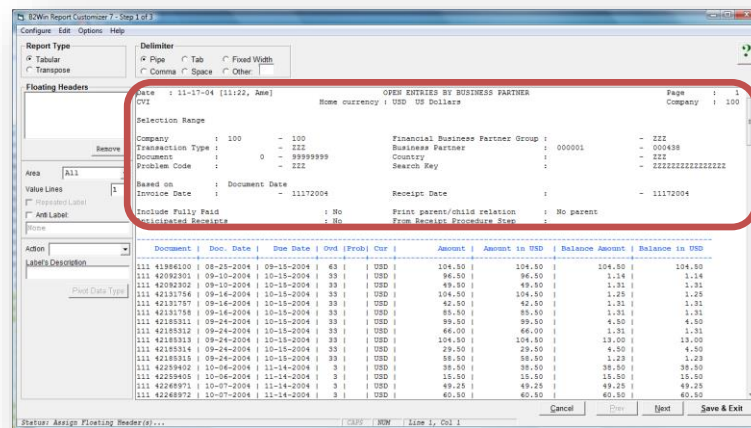 B2Win Report Customizer 7 - Step 1 of 3
Configure Edit Options Help
Report Type
Tabular
Transpose
Delimiter
Pipe Tab Fixed Width
Comma Space Other:
?
Floating Headers
Remove
Area All
Value Lines 1
Repeated Label
Anti Label:
None
Action
Label's Description
Pivot Data Type
Date : 11-17-04 [11:22, Ame] OPEN ENTRIES BY BUSINESS PARTNER Page : 1
CVI Home currency : USD US Dollars Company : 100
Selection Range
Company : 100 - 100 Financial Business Partner Group : - ZZZ
Transaction Type : - ZZZ Business Partner : 000001 - 000438
Document : 0 - 99999999 Country : - ZZZ
Problem Code : - ZZZ Search Key : - ZZZZZZZZZZZZZZZZ
Based on : Document Date
Invoice Date : - 11172004 Receipt Date : - 11172004
Include Fully Paid : No Print parent/child relation : No parent
Anticipated Receipts : No From Receipt Procedure Step :
Document | Doc. Date | Due Date | Ovd |Prob| Cur | Amount | Amount in USD | Balance Amount | Balance in USD
111 41986100 | 08-25-2004 | 09-15-2004 | 63 | | USD | 104.50 | 104.50 | 104.50 | 104.50
111 42092301 | 09-10-2004 | 10-15-2004 | 33 | | USD | 96.50 | 96.50 | 1.14 | 1.14
111 42092302 | 09-10-2004 | 10-15-2004 | 33 | | USD | 49.50 | 49.50 | 1.31 | 1.31
111 42131756 | 09-16-2004 | 10-15-2004 | 33 | | USD | 104.50 | 104.50 | 1.25 | 1.25
111 42131757 | 09-16-2004 | 10-15-2004 | 33 | | USD | 42.50 | 42.50 | 1.31 | 1.31
111 42131758 | 09-16-2004 | 10-15-2004 | 33 | | USD | 85.50 | 85.50 | 1.31 | 1.31
111 42185311 | 09-24-2004 | 10-15-2004 | 33 | | USD | 99.50 | 99.50 | 4.50 | 4.50
111 42185312 | 09-24-2004 | 10-15-2004 | 33 | | USD | 66.00 | 66.00 | 1.31 | 1.31
111 42185313 | 09-24-2004 | 10-15-2004 | 33 | | USD | 104.50 | 104.50 | 13.00 | 13.00
111 42185314 | 09-24-2004 | 10-15-2004 | 33 | | USD | 29.50 | 29.50 | 4.50 | 4.50
111 42185315 | 09-24-2004 | 10-15-2004 | 33 | | USD | 58.50 | 58.50 | 1.23 | 1.23
111 42259402 | 10-06-2004 | 11-14-2004 | 3 | | USD | 38.50 | 38.50 | 38.50 | 38.50
111 42259405 | 10-06-2004 | 11-14-2004 | 3 | | USD | 15.50 | 15.50 | 15.50 | 15.50
111 42268971 | 10-07-2004 | 11-14-2004 | 3 | | USD | 49.25 | 49.25 | 49.25 | 49.25
111 42268972 | 10-07-2004 | 11-14-2004 | 3 | | USD | 60.50 | 60.50 | 60.50 | 60.50
Cancel Prev Next Save & Exit
Status: Assign Floating Header(s)... CAPS NUM Line 1, Col 1